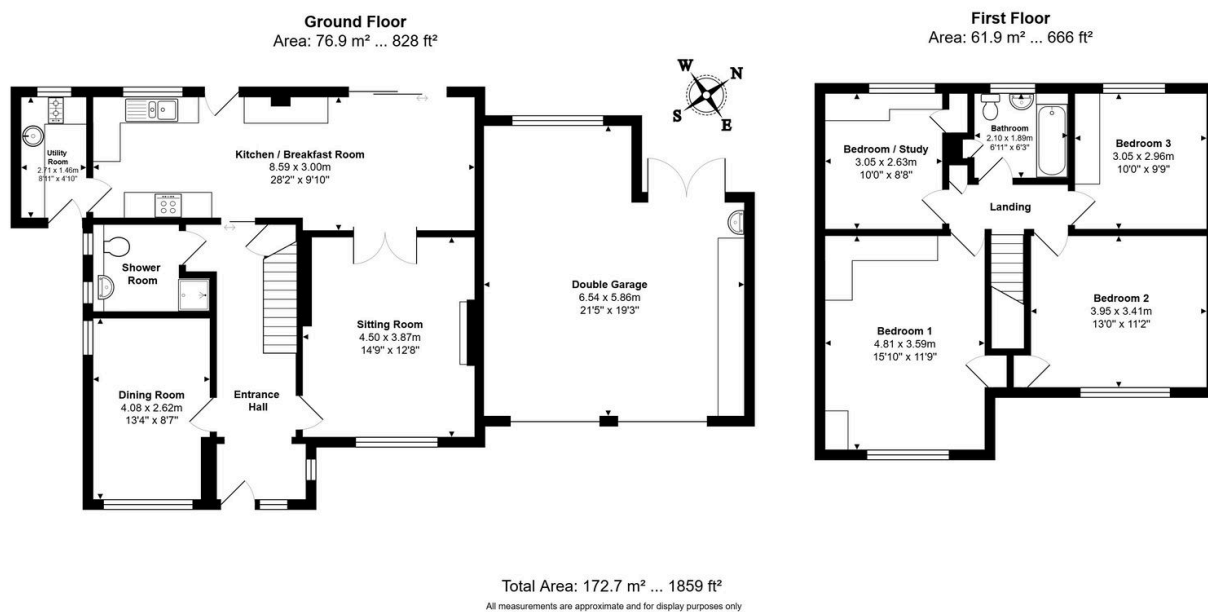 Ground Floor
Area: 76.9 m² ... 828 ft²
First Floor
Area: 61.9 m² ... 666 ft²
W
N
S
E
Utility
Room
2.71 x 1.46m
8'11" x 4'10"
Kitchen / Breakfast Room
8.59 x 3.00m
28'2" x 9'10"
Shower
Room
Sitting Room
4.50 x 3.87m
14'9" x 12'8"
Dining Room
4.08 x 2.62m
13'4" x 8'7"
Entrance
Hall
Double Garage
6.54 x 5.86m
21'5" x 19'3"
Bedroom / Study
3.05 x 2.63m
10'0" x 8'8"
Bathroom
2.10 x 1.89m
6'11" x 6'3"
Bedroom 3
3.05 x 2.96m
10'0" x 9'9"
Landing
Bedroom 1
4.81 x 3.59m
15'10" x 11'9"
Bedroom 2
3.95 x 3.41m
13'0" x 11'2"
Total Area: 172.7 m² ... 1859 ft²
All measurements are approximate and for display purposes only